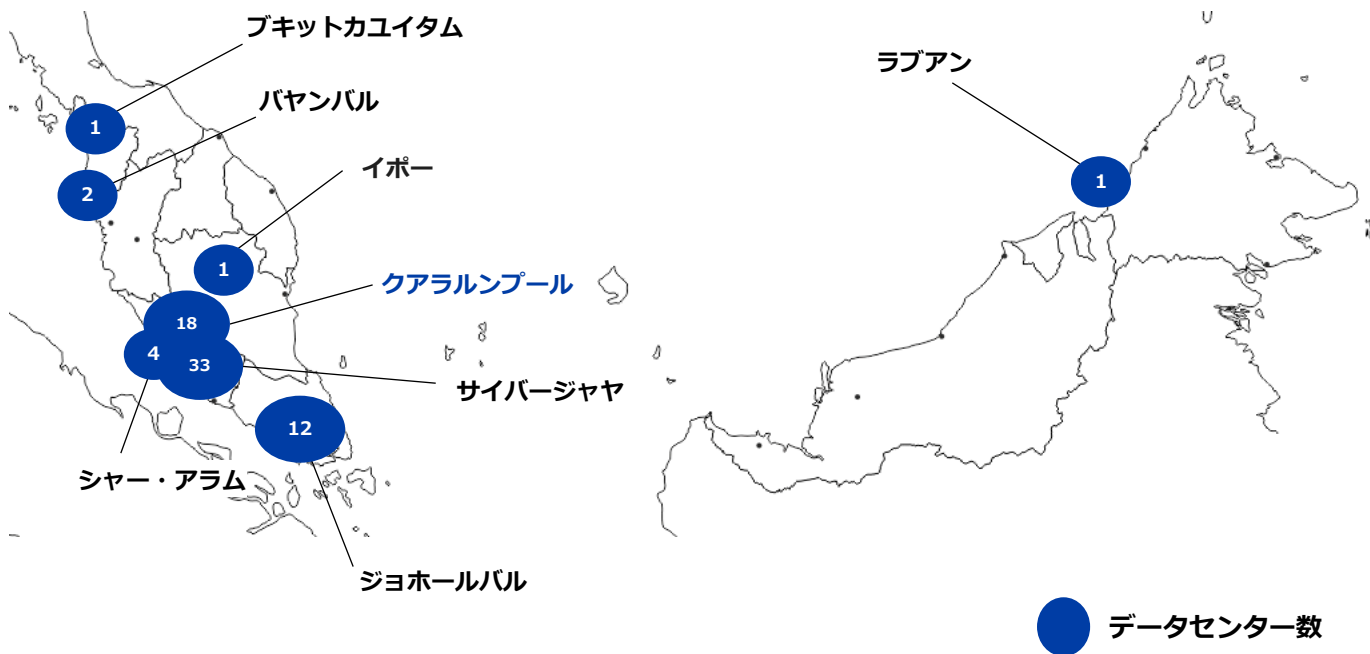 ブキットカユイタム
ラブアン
バヤンバル
1
イポー
1
2
1
クアラルンプール
18
4
33
サイバージャヤ
12
シャー・アラム
ジョホールバル
データセンター数